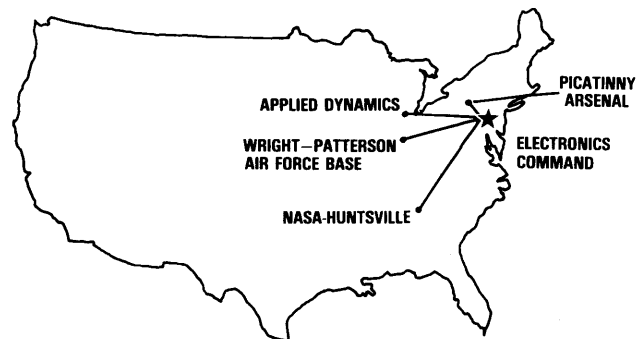 PICATINNY
ARSENAL
APPLIED DYNAMICS
WRIGHT–PATTERSON
AIR FORCE BASE
ELECTRONICS
COMMAND
NASA-HUNTSVILLE